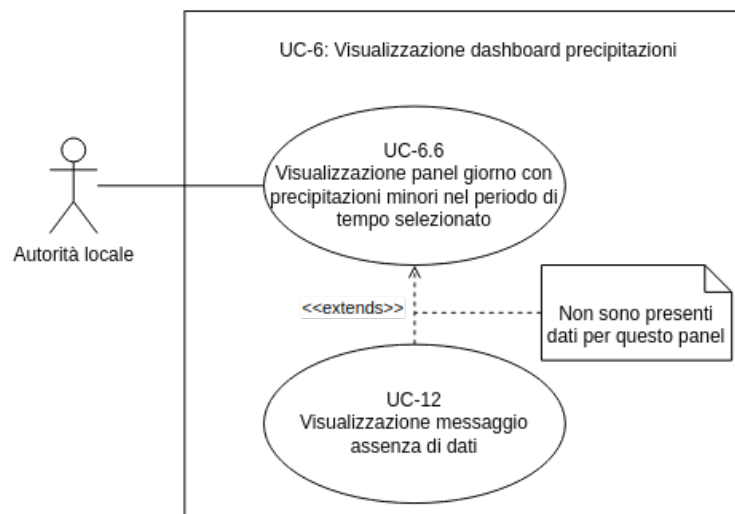 UC-6: Visualizzazione dashboard precipitazioni
UC-6.6
Visualizzazione panel giorno con
precipitazioni minori nel periodo di
tempo selezionato
Autorità locale
<<extends>>
Non sono presenti
dati per questo panel
UC-12
Visualizzazione messaggio
assenza di dati